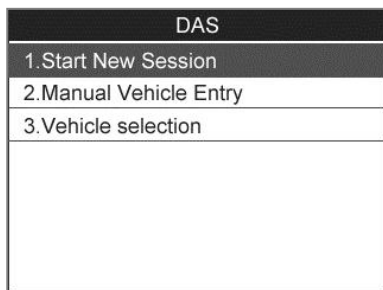 DAS
1.Start New Session
2.Manual Vehicle Entry
3.Vehicle selection